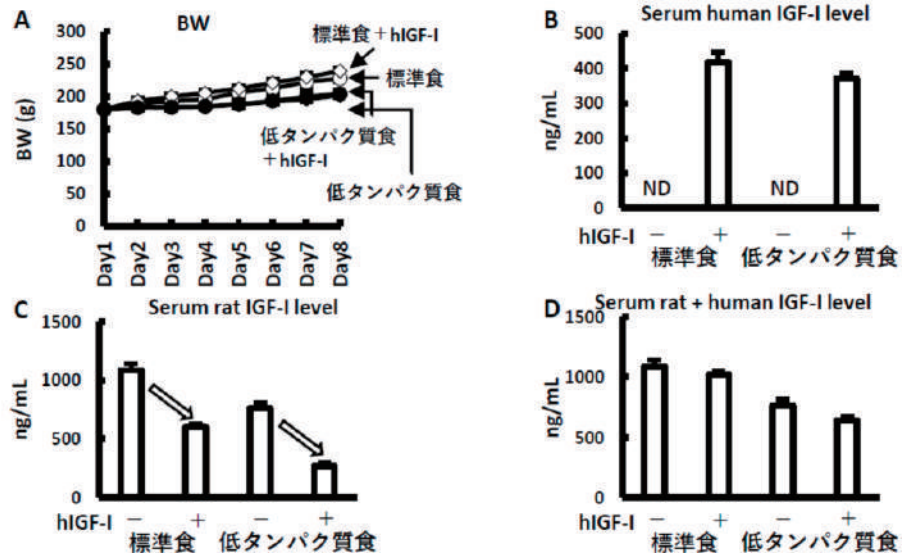 A
BW
BW (g)
300
250
200
150
100
50
0
Day1
Day2
Day3
Day4
Day5
Day6
Day7
Day8
標準食+hIGF-I
標準食
低タンパク質食
+hIGF-I
低タンパク質食
B
Serum human IGF-I level
ng/mL
500
400
300
200
100
0
ND
ND
hIGF-I − + − +
標準食 低タンパク質食
C
Serum rat IGF-I level
ng/mL
1500
1000
500
0
hIGF-I − + − +
標準食 低タンパク質食
D
Serum rat + human IGF-I level
ng/mL
1500
1000
500
0
hIGF-I − + − +
標準食 低タンパク質食